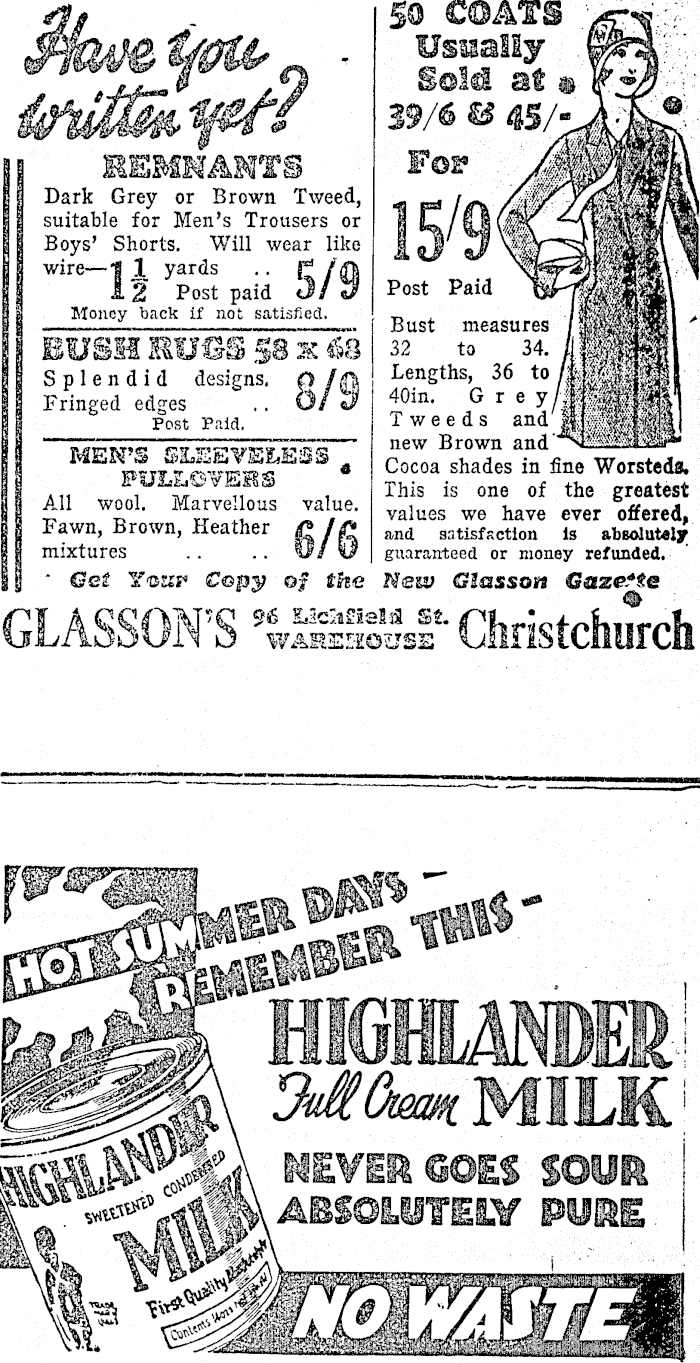 Have you
written yet?
REMNANTS
Dark Grey or Brown Tweed,
suitable for Men's Trousers or
Boys' Shorts. Will wear like
wire—1 1/2 yards .. 5/9
Post paid
Money back if not satisfied.
BUSH RUGS 58 x 68
Splendid designs. 8/9
Fringed edges ..
Post Paid.
MEN'S SLEEVELESS
PULLOVERS
All wool. Marvellous value.
Fawn, Brown, Heather
mixtures .. .. 6/6
50 COATS
Usually
Sold at
39/6 & 45/-
For
15/9
Post Paid
Bust measures
32 to 34.
Lengths, 36 to
40in. Grey
Tweeds and
new Brown and
Cocoa shades in fine Worsteds.
This is one of the greatest
values we have ever offered,
and satisfaction is absolutely
guaranteed or money refunded.
Get Your Copy of the New Glasson Gazette
GLASSON'S 96 Lichfield St. WAREHOUSE Christchurch
HOT SUMMER DAYS -
REMEMBER THIS -
HIGHLANDER
Full Cream MILK
NEVER GOES SOUR
ABSOLUTELY PURE
NO WASTE
HIGHLANDER
SWEETENED CONDENSED
MILK
First Quality
TRADE
MARK
Contents